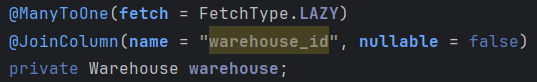 @ManyToOne(fetch = FetchType.LAZY)
@JoinColumn(name = "warehouse_id", nullable = false)
private Warehouse warehouse;